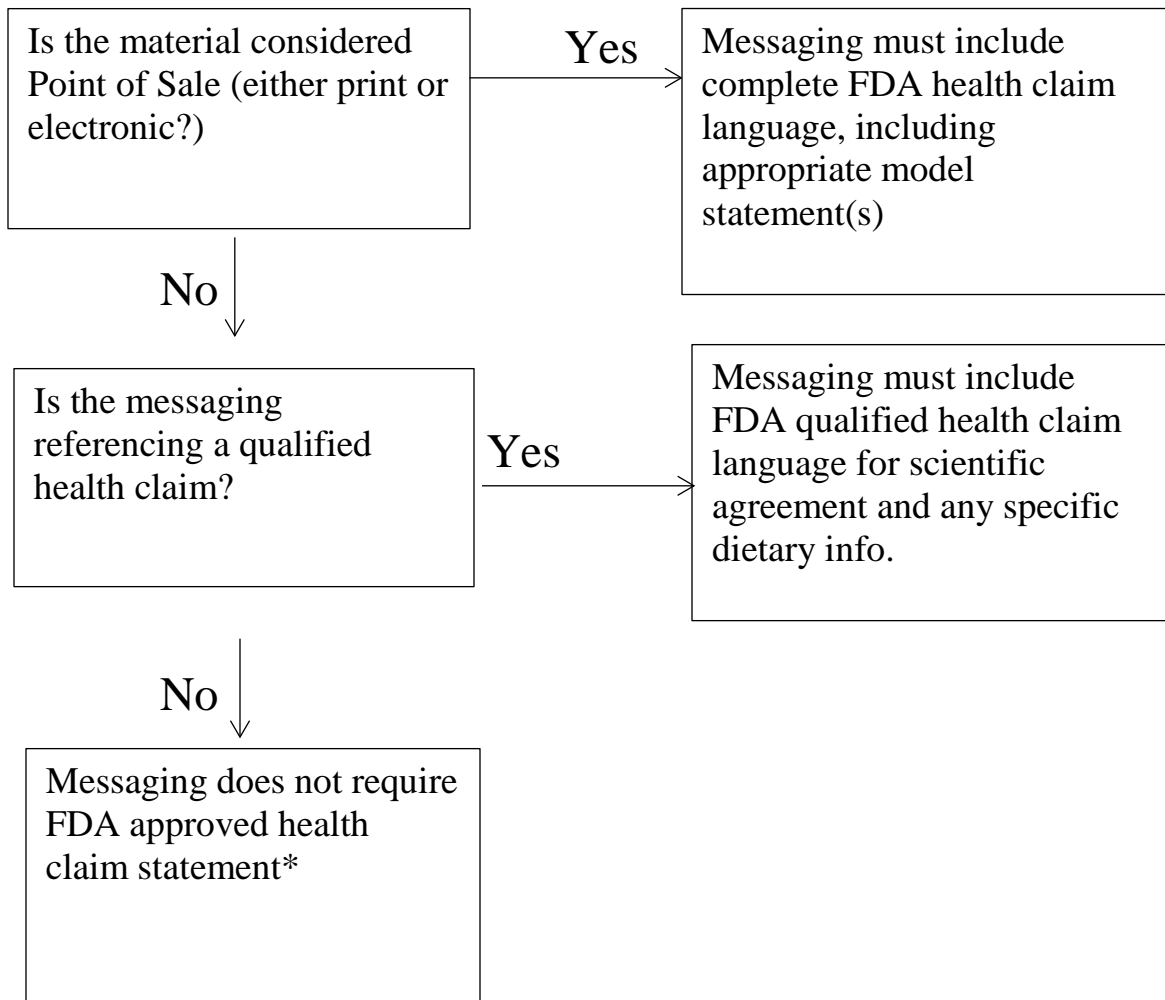 Is the material considered
Point of Sale (either print or
electronic?)
Yes
Messaging must include
complete FDA health claim
language, including
appropriate model
statement(s)
No
Is the messaging
referencing a qualified
health claim?
Yes
Messaging must include
FDA qualified health claim
language for scientific
agreement and any specific
dietary info.
No
Messaging does not require
FDA approved health
claim statement*